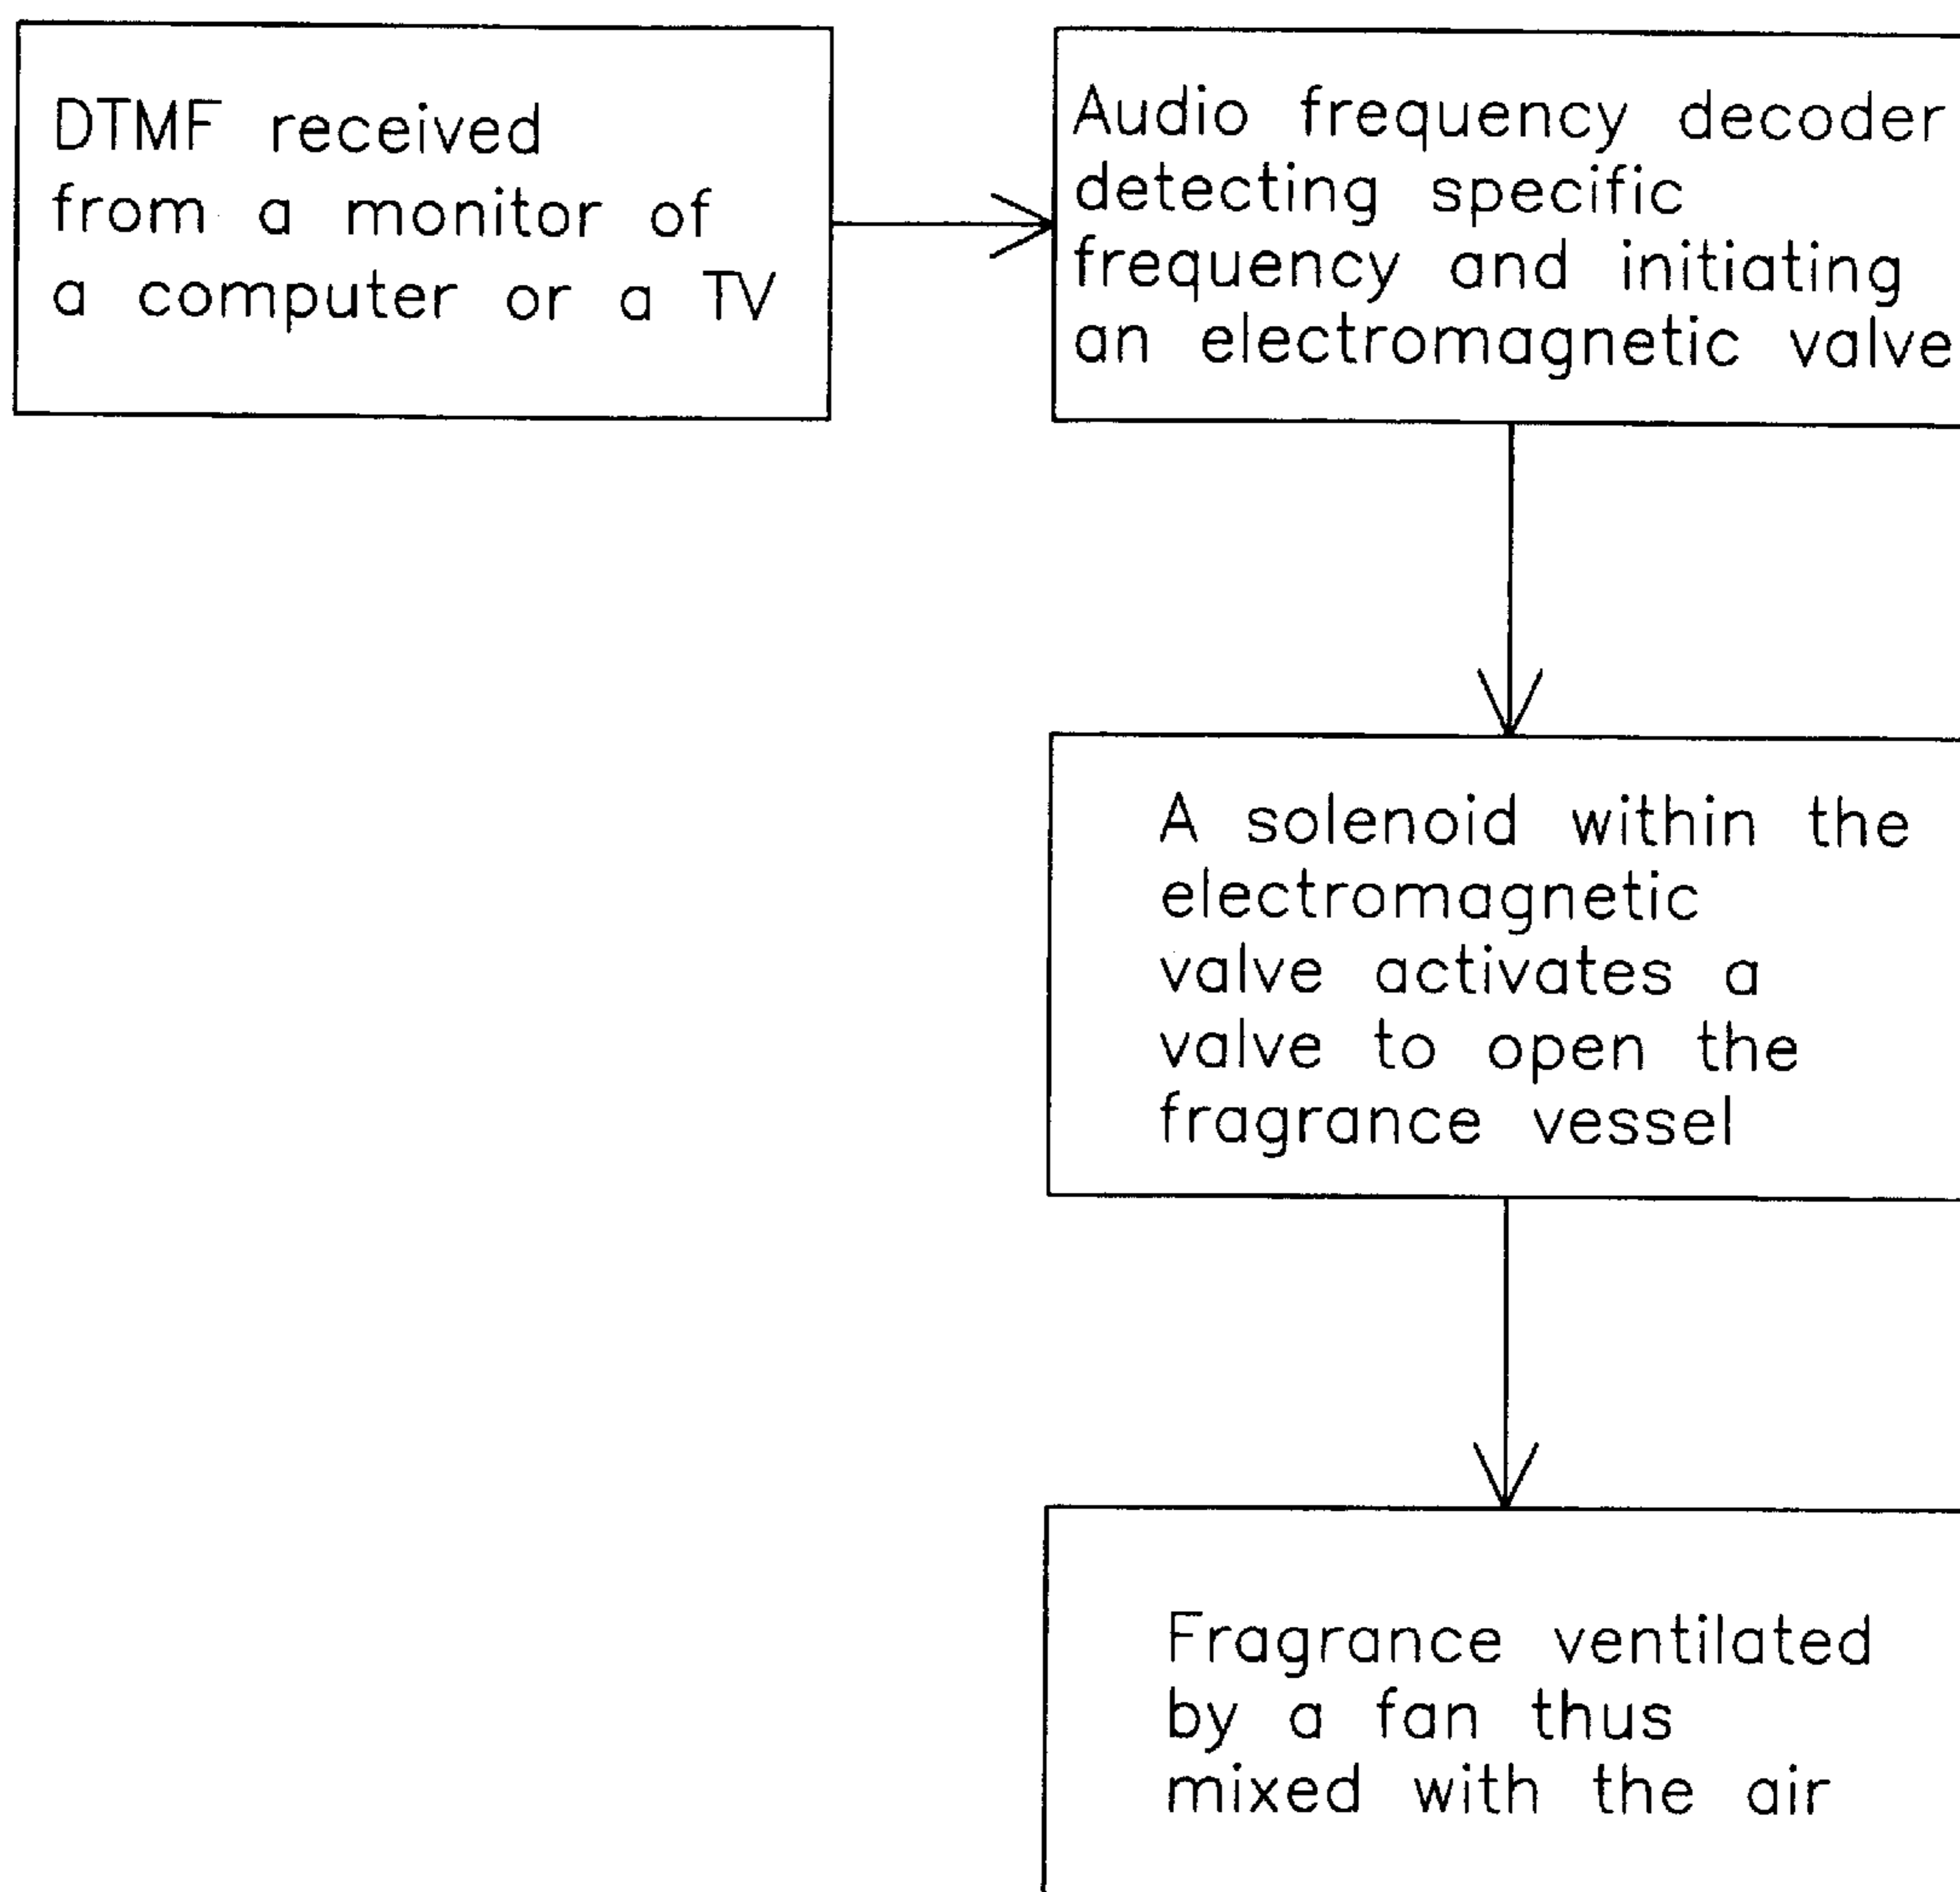 DTMF received
from a monitor of
a computer or a TV
Audio frequency decoder
detecting specific
frequency and initiating
an electromagnetic valve
A solenoid within the
electromagnetic
valve activates a
valve to open the
fragrance vessel
Fragrance ventilated
by a fan thus
mixed with the air